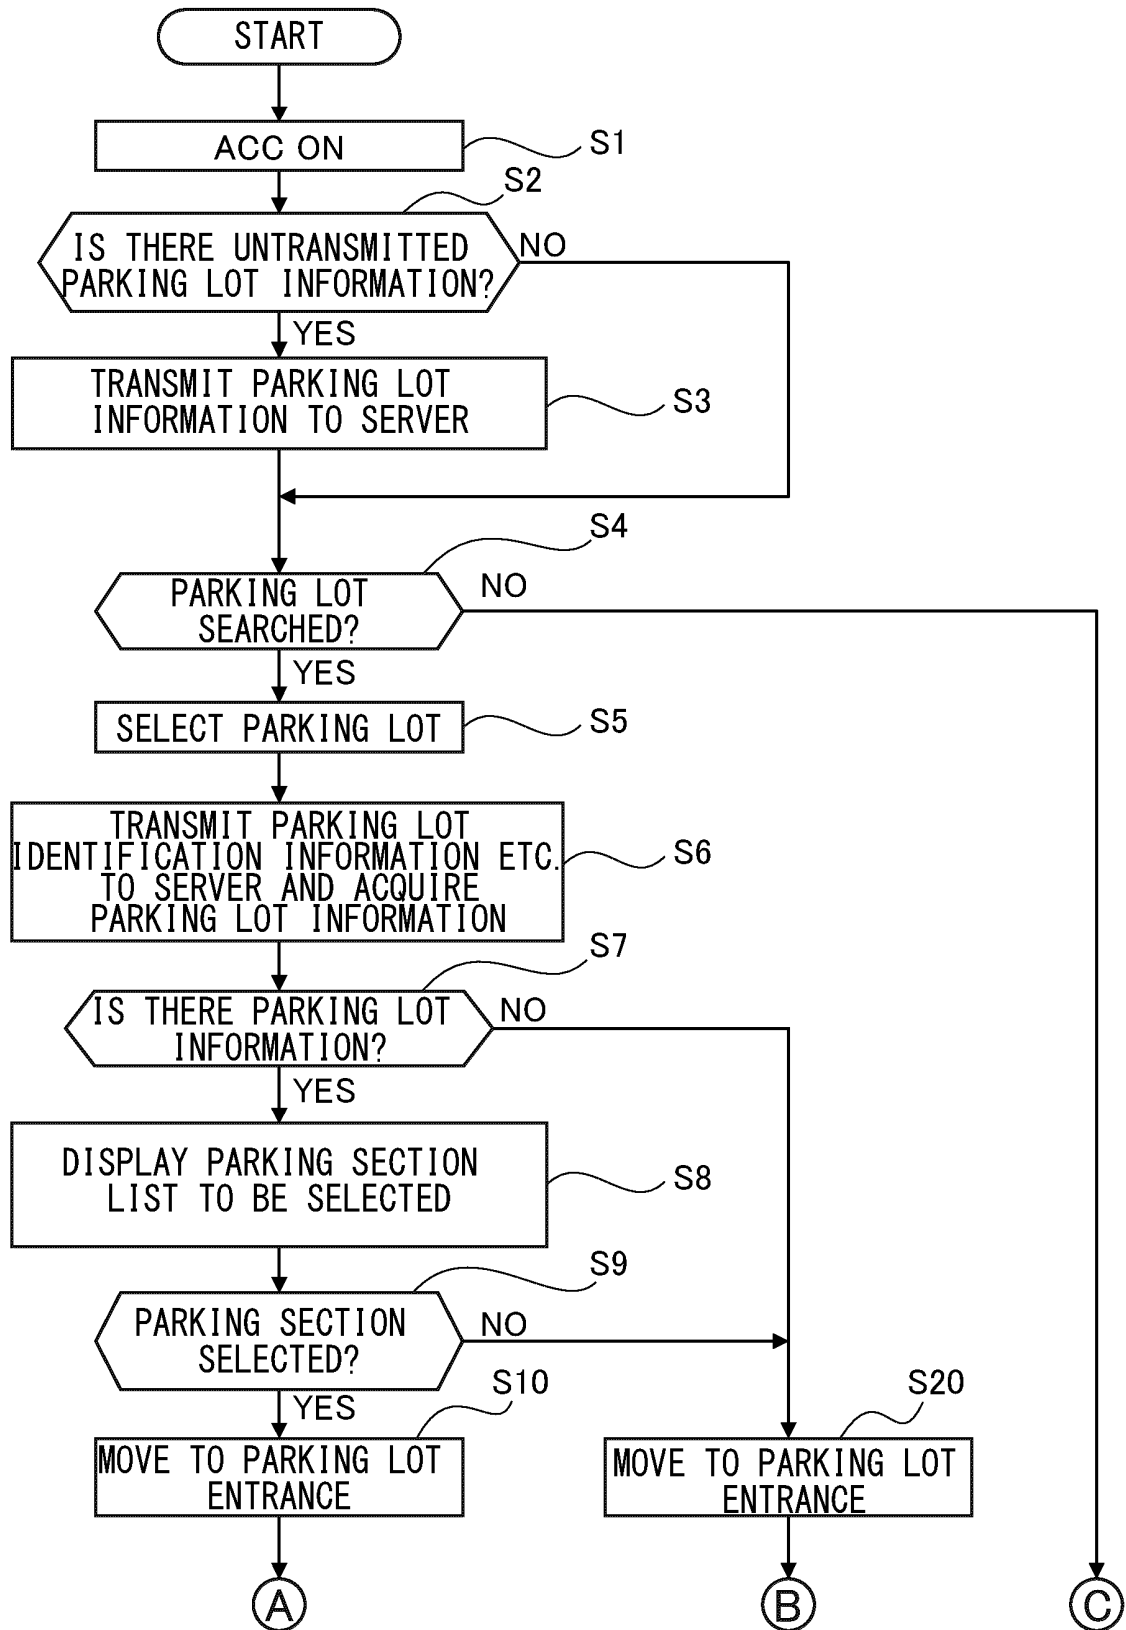 START
ACC ON
S1
S2
IS THERE UNTRANSMITTED
PARKING LOT INFORMATION?
NO
YES
TRANSMIT PARKING LOT
INFORMATION TO SERVER
S3
S4
PARKING LOT
SEARCHED?
NO
YES
SELECT PARKING LOT
S5
TRANSMIT PARKING LOT
IDENTIFICATION INFORMATION ETC.
TO SERVER AND ACQUIRE
PARKING LOT INFORMATION
S6
S7
IS THERE PARKING LOT
INFORMATION?
NO
YES
DISPLAY PARKING SECTION
LIST TO BE SELECTED
S8
S9
PARKING SECTION
SELECTED?
NO
YES
S10
S20
MOVE TO PARKING LOT
ENTRANCE
MOVE TO PARKING LOT
ENTRANCE
A
B
C